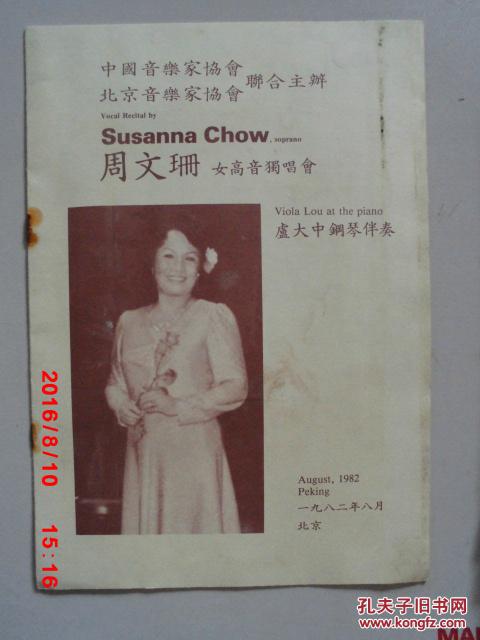 中國音樂家協會
北京音樂家協會
聯合主辦
Vocal Recital by
Susanna Chow, soprano
周文珊 女高音獨唱會
Viola Lou at the piano
盧大中鋼琴伴奏
August, 1982
Peking
一九八二年八月
北京
2016/8/10 15:16
孔夫子旧书网
www.kongfz.com